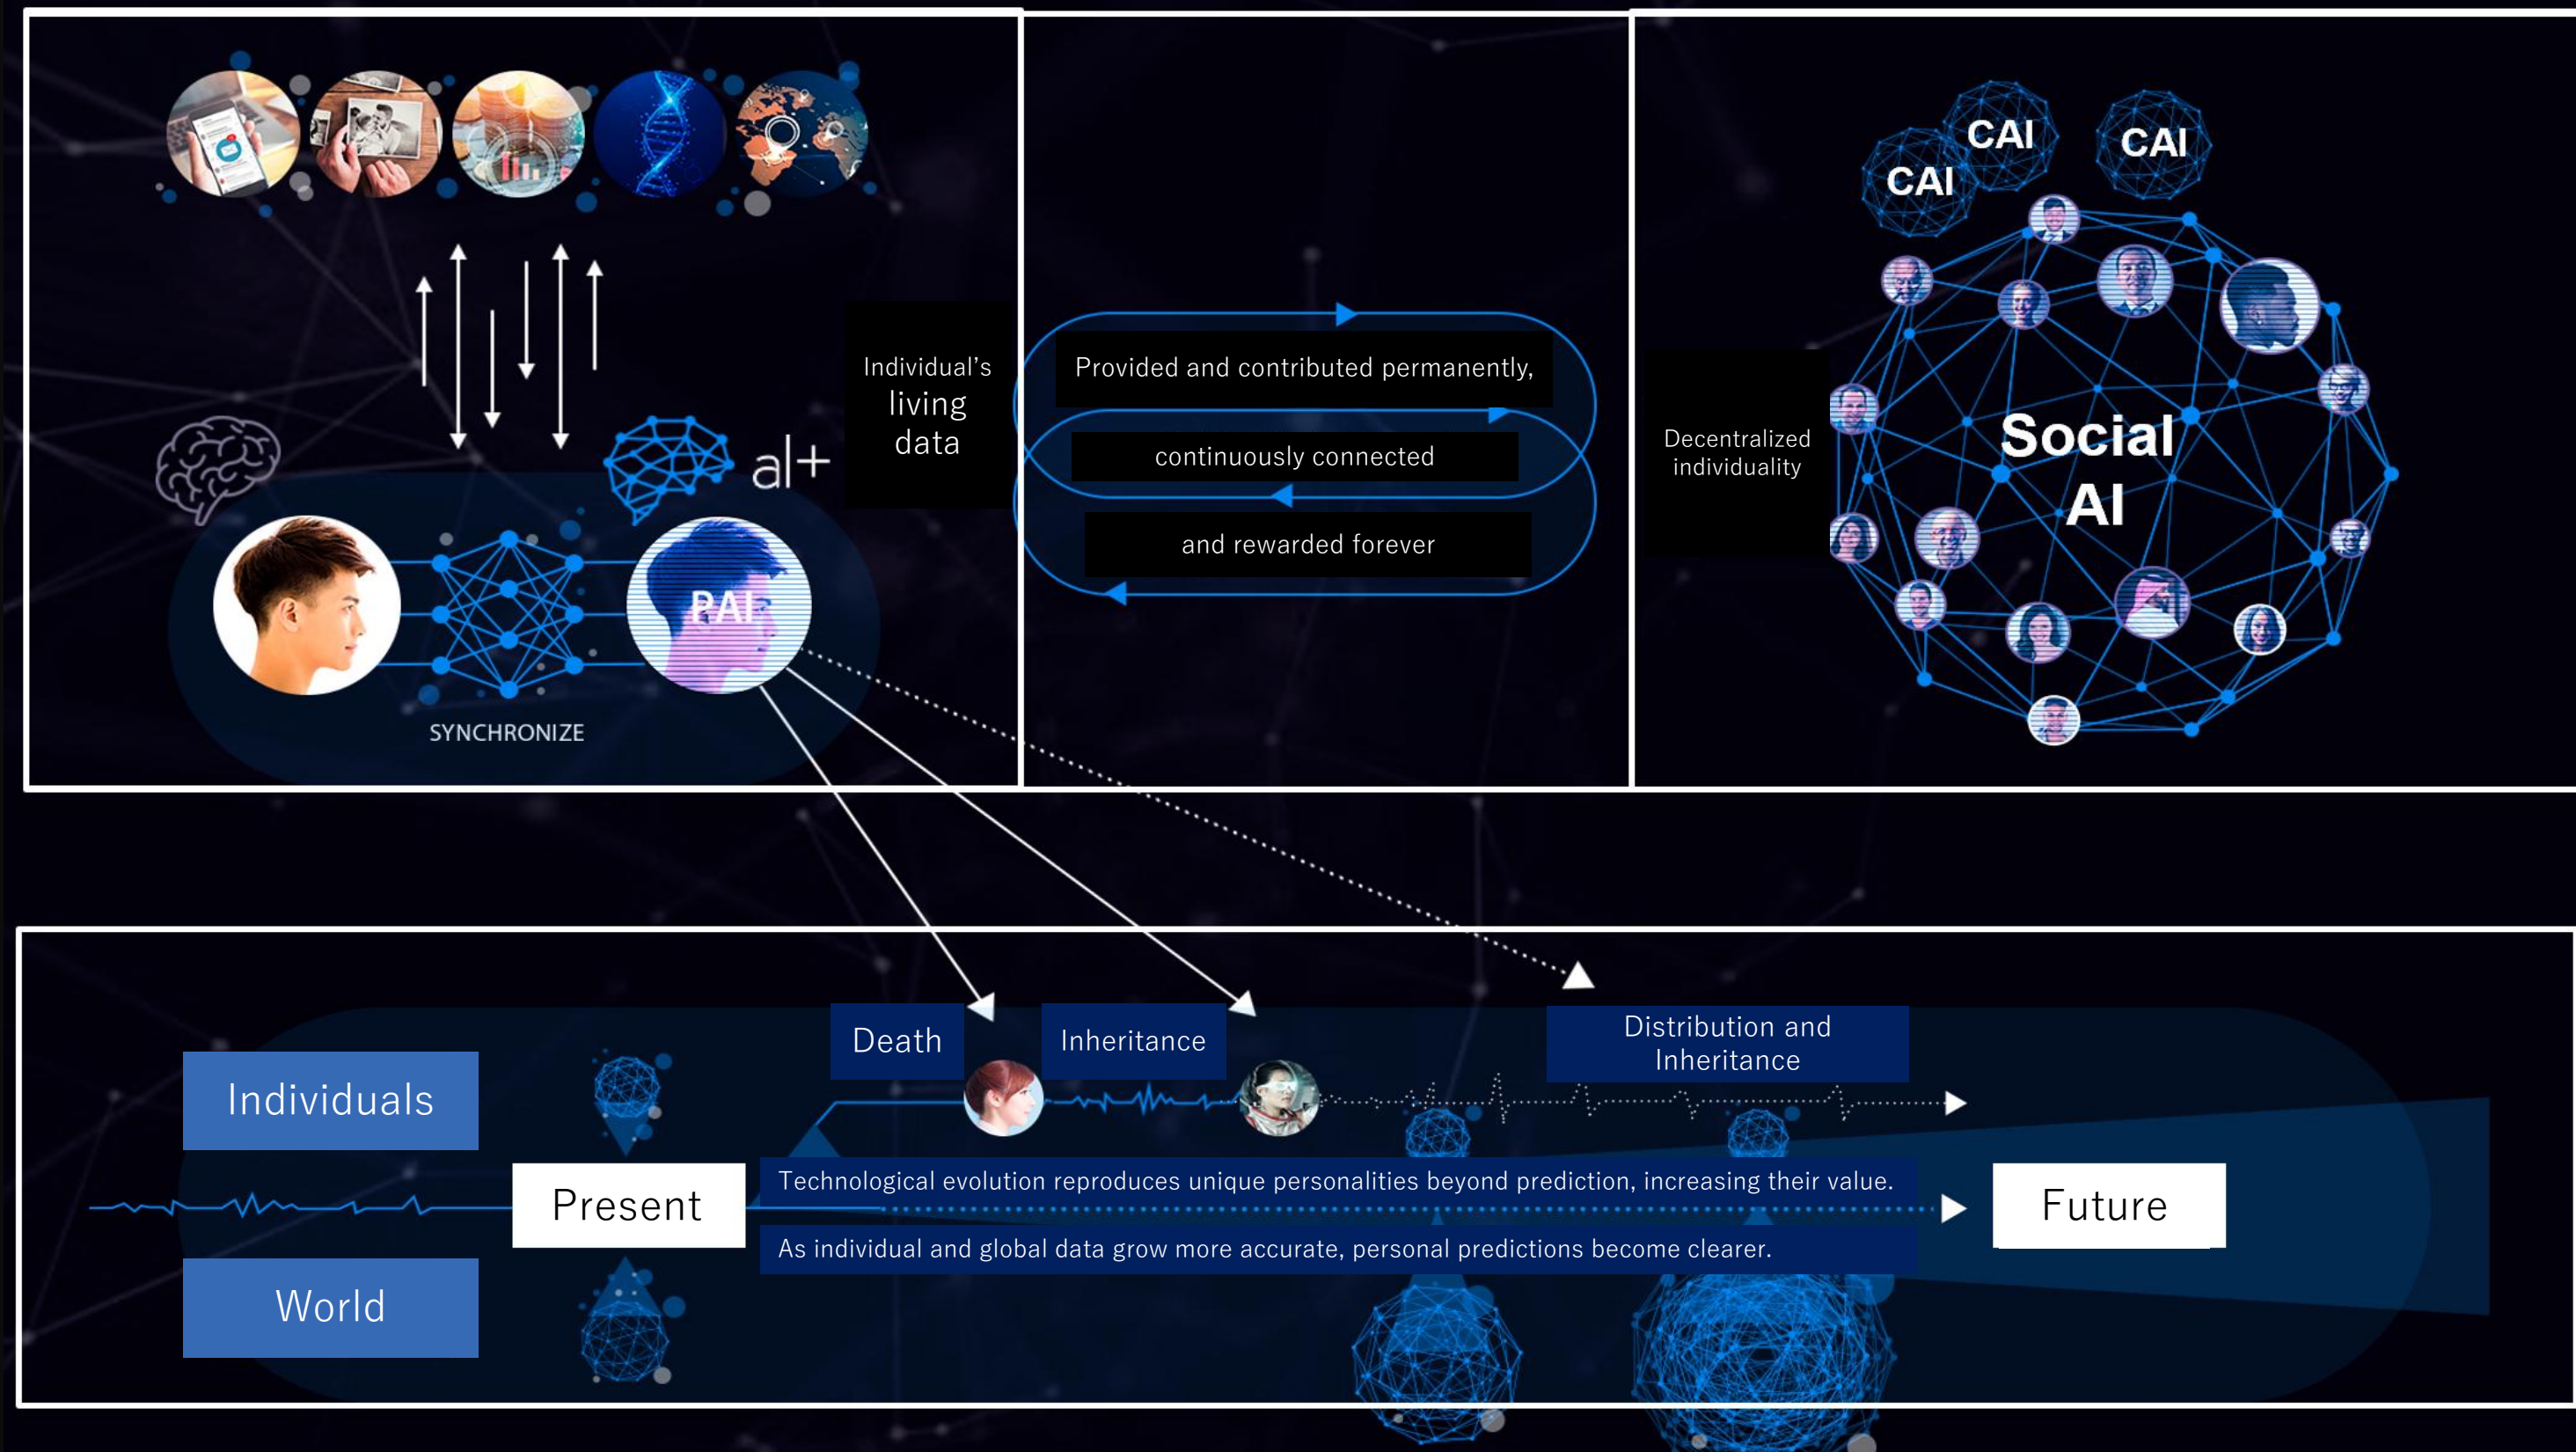 al+
PAI
SYNCHRONIZE
Individual's
living
data
Provided and contributed permanently,
continuously connected
and rewarded forever
Decentralized
individuality
CAI
CAI
CAI
Social
AI
Death
Inheritance
Distribution and
Inheritance
Individuals
Present
Technological evolution reproduces unique personalities beyond prediction, increasing their value.
As individual and global data grow more accurate, personal predictions become clearer.
Future
World